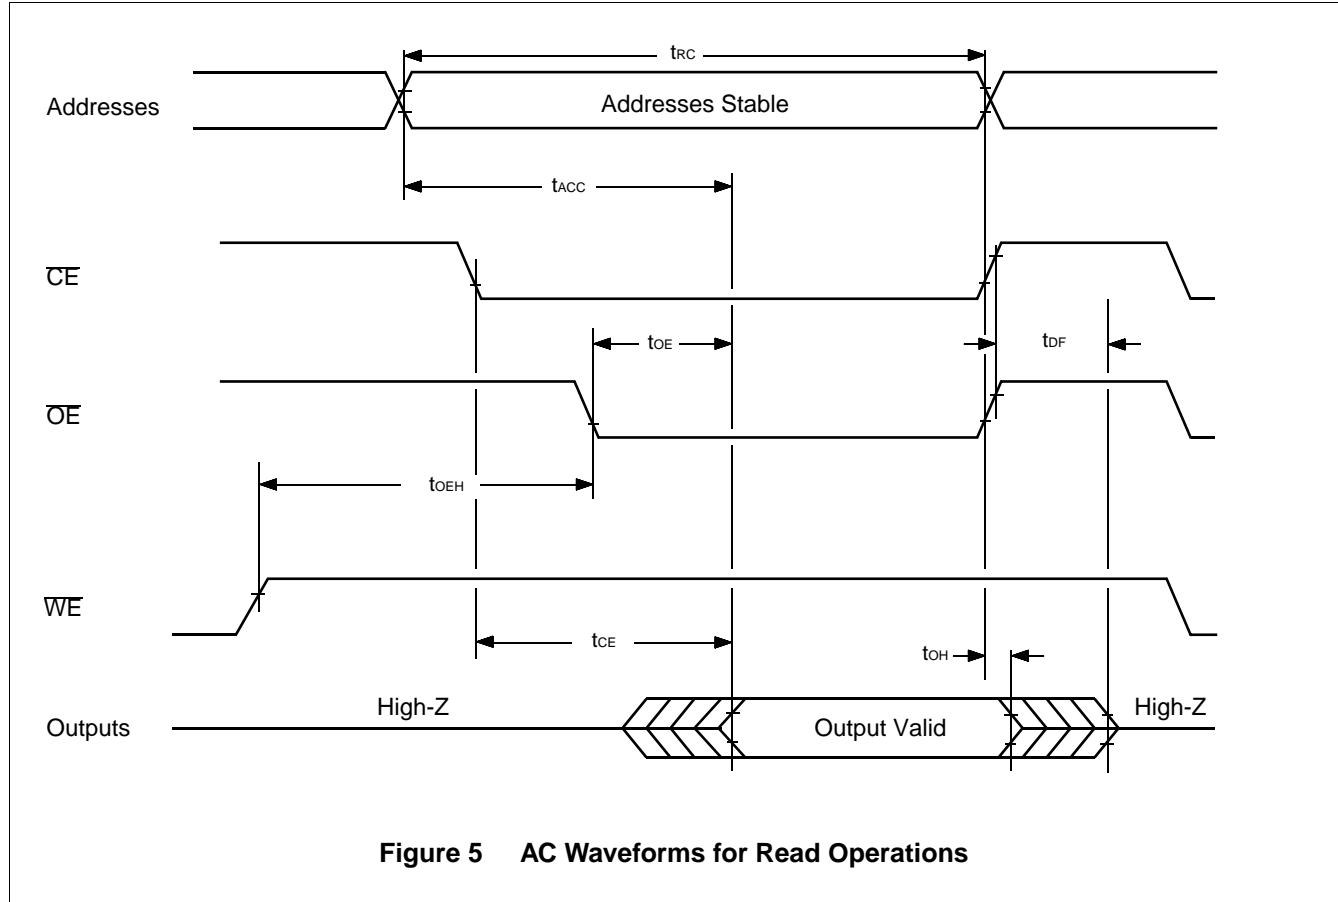 tRC
Addresses
Addresses Stable
tACC
CE
tOE
tDF
OE
tOEH
WE
tCE
tOH
High-Z
High-Z
Outputs
Output Valid
Figure 5 AC Waveforms for Read Operations